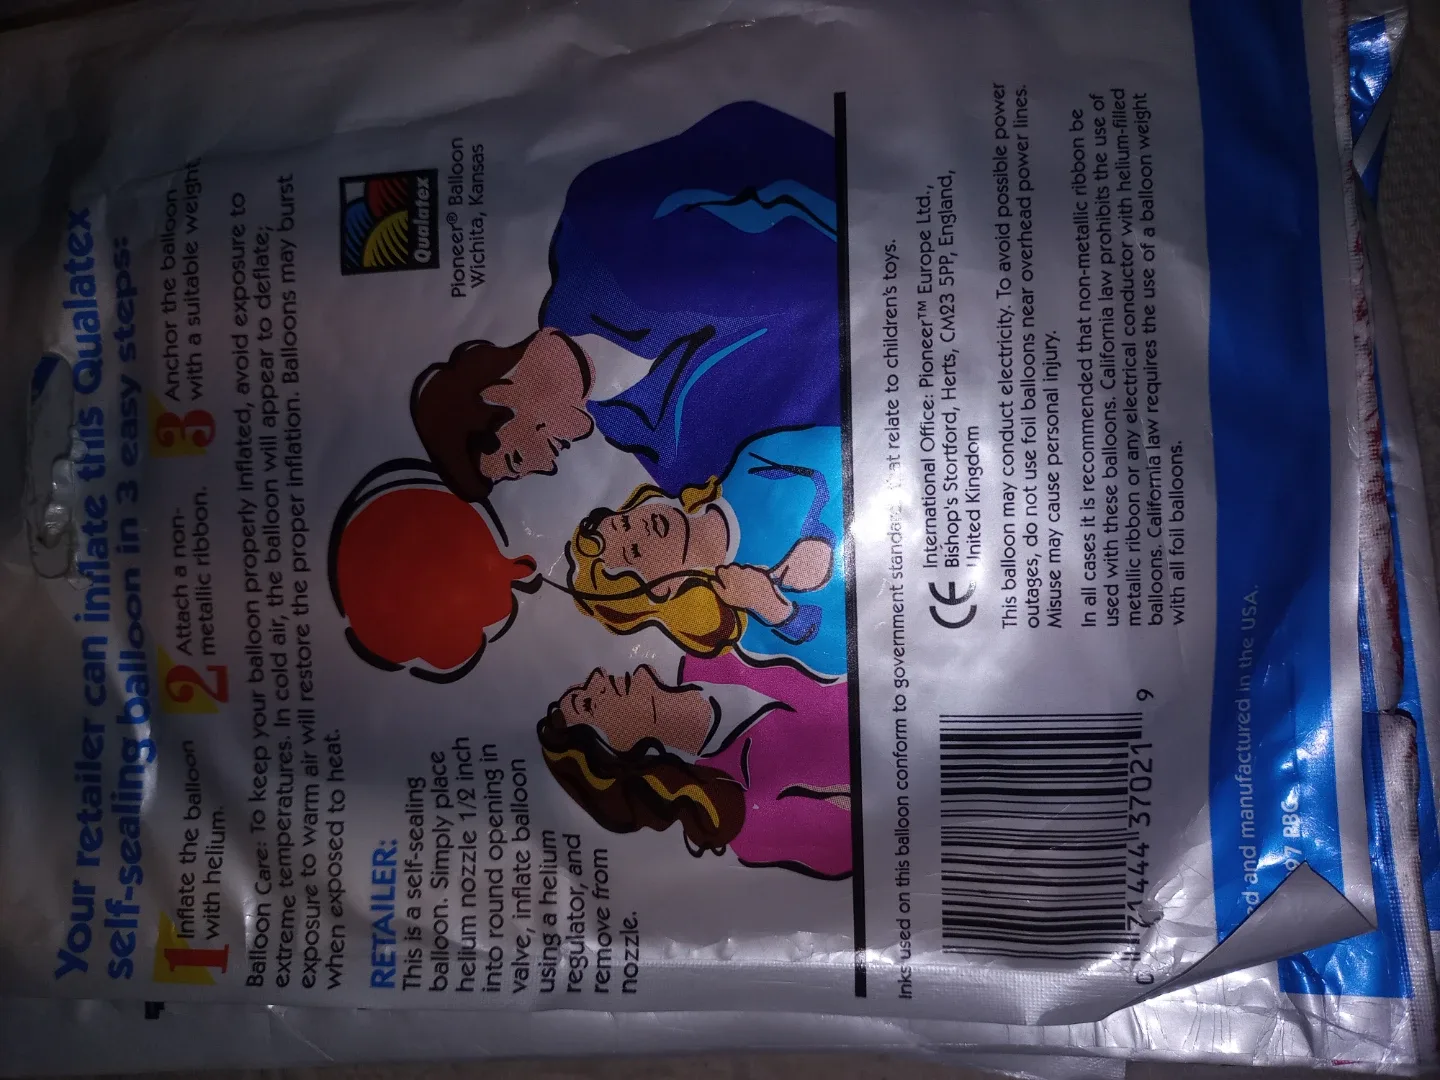 Your retailer can inflate this Qualatex
self-sealing balloon in 3 easy steps:
1 Inflate the balloon
with helium.
2 Attach a non-
metallic ribbon.
3 Anchor the balloon
with a suitable weight
Balloon Care: To keep your balloon properly inflated, avoid exposure to
extreme temperatures. In cold air, the balloon will appear to deflate;
exposure to warm air will restore the proper inflation. Balloons may burst
when exposed to heat.
RETAILER:
This is a self-sealing
balloon. Simply place
helium nozzle 1/2 inch
into round opening in
valve, inflate balloon
using a helium
regulator, and
remove from
nozzle.
Qualatex
Pioneer® Balloon
Wichita, Kansas
Inks used on this balloon conform to government that relate to children's toys.
CE International Office: Pioneer™ Europe Ltd.,
Bishop's Stortford, Herts, CM23 5PP, England,
United Kingdom
This balloon may conduct electricity. To avoid possible power
outages, do not use foil balloons near overhead power lines.
Misuse may cause personal injury.
In all cases it is recommended that non-metallic ribbon be
used with these balloons. California law prohibits the use of
metallic ribbon or any electrical conductor with helium-filled
balloons. California law requires the use of a balloon weight
with all foil balloons.
0 71444 37021 9
and manufactured in the USA.
97 PBC